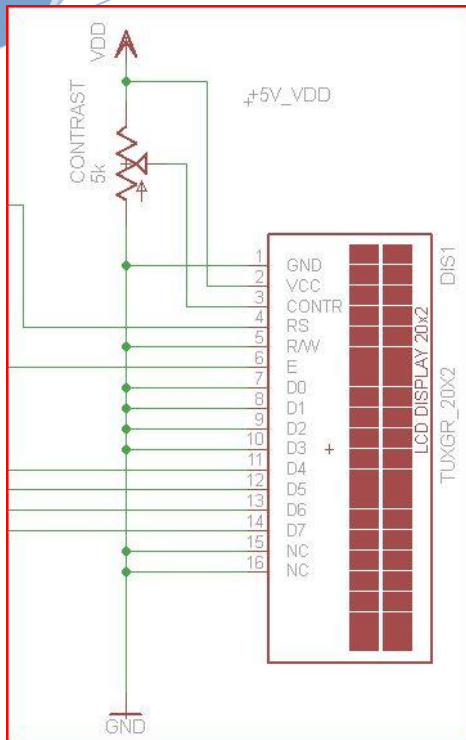 VDD
+5V_VDD
CONTRAST
5k
1 GND
2 VCC
3 CONTR
4 RS
5 R/W
6 E
7 D0
8 D1
9 D2
10 D3
11 D4
12 D5
13 D6
14 D7
15 NC
16 NC
LCD DISPLAY 20x2
DIS1
TUXGR_20X2
GND